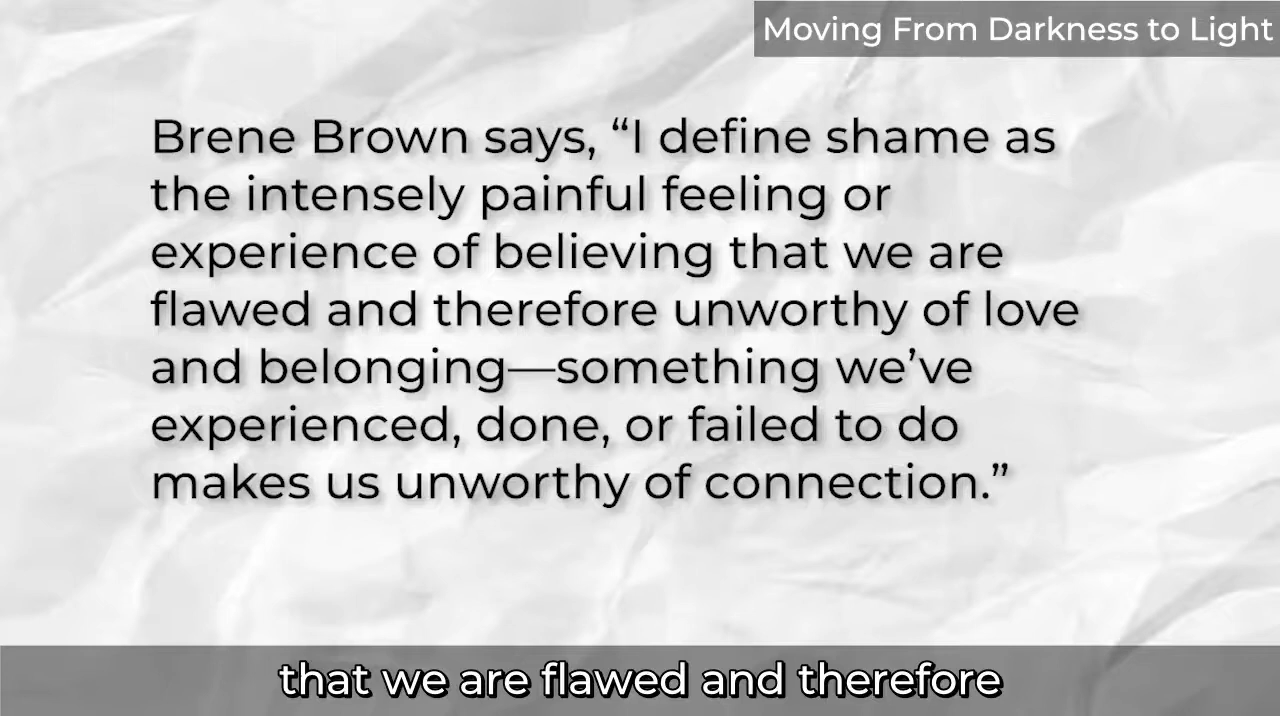 Moving From Darkness to Light
Brene Brown says, “I define shame as
the intensely painful feeling or
experience of believing that we are
flawed and therefore unworthy of love
and belonging—something we’ve
experienced, done, or failed to do
makes us unworthy of connection.”
that we are flawed and therefore